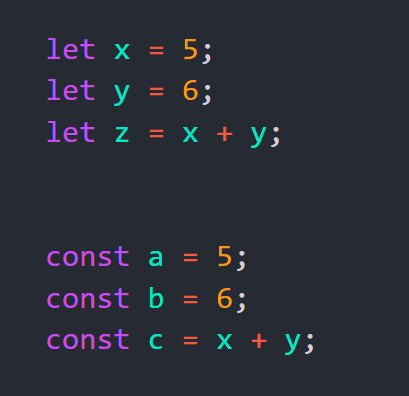 let x = 5;
let y = 6;
let z = x + y;
const a = 5;
const b = 6;
const c = x + y;